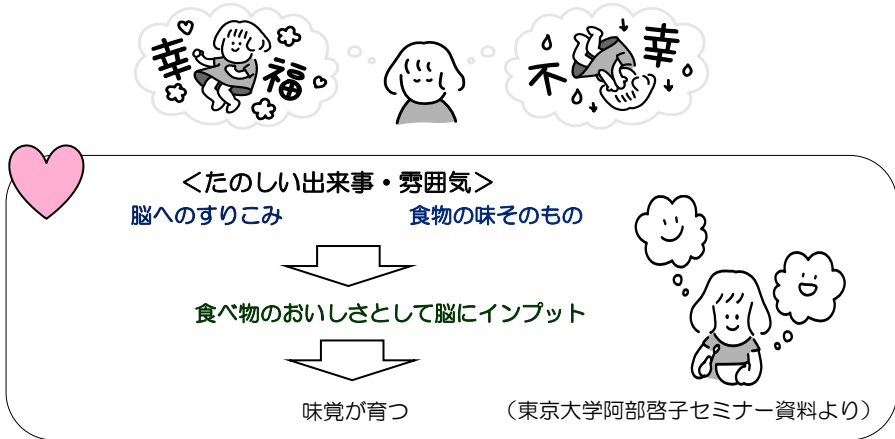 幸福
不幸
＜たのしい出来事・雰囲気＞
脳へのすりこみ 食物の味そのもの
食べ物のおいしさとして脳にインプット
味覚が育つ （東京大学阿部啓子セミナー資料より）